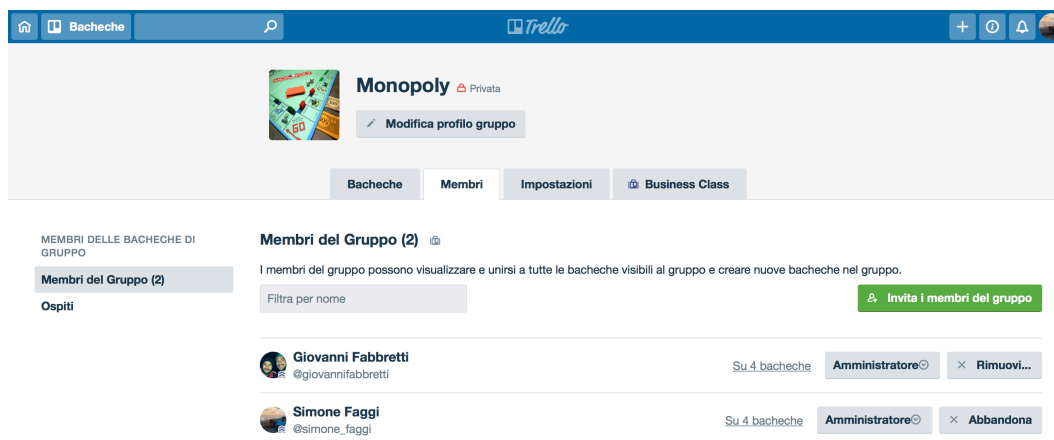 Bacheche
Trello
Monopoly Privata
Modifica profilo gruppo
Bacheche Membri Impostazioni Business Class
MEMBRI DELLE BACHECHE DI
GRUPPO
Membri del Gruppo (2)
Ospiti
Membri del Gruppo (2)
I membri del gruppo possono visualizzare e unirsi a tutte le bacheche visibili al gruppo e creare nuove bacheche nel gruppo.
Filtra per nome
Invita i membri del gruppo
Giovanni Fabbretti
@giovannifabbretti
Su 4 bacheche Amministratore Rimuovi...
Simone Faggi
@simone_faggi
Su 4 bacheche Amministratore Abbandona